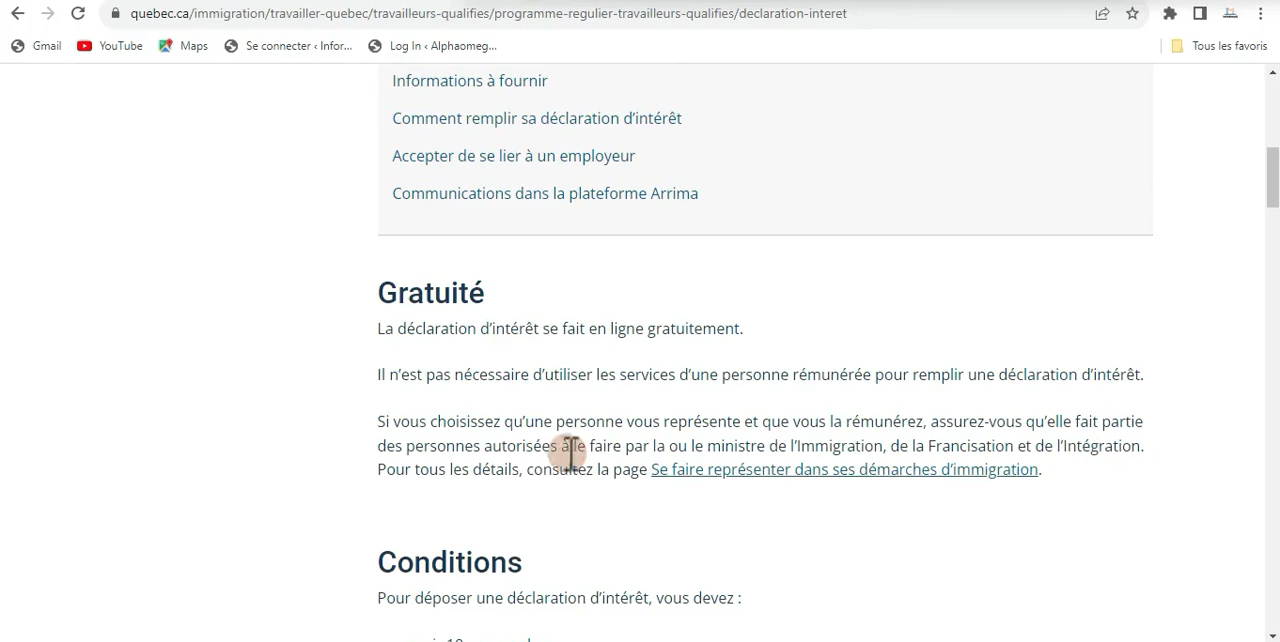 quebec.ca/immigration/travailler-quebec/travailleurs-qualifies/programme-regulier-travailleurs-qualifies/declaration-interet
Gmail YouTube Maps Se connecter ‹ Infor... Log In ‹ Alphaomeg... Tous les favoris
Informations à fournir
Comment remplir sa déclaration d’intérêt
Accepter de se lier à un employeur
Communications dans la plateforme Arrima
Gratuité
La déclaration d’intérêt se fait en ligne gratuitement.
Il n’est pas nécessaire d’utiliser les services d’une personne rémunérée pour remplir une déclaration d’intérêt.
Si vous choisissez qu’une personne vous représente et que vous la rémunérez, assurez-vous qu’elle fait partie
des personnes autorisées à le faire par la ou le ministre de l’Immigration, de la Francisation et de l’Intégration.
Pour tous les détails, consultez la page Se faire représenter dans ses démarches d’immigration.
Conditions
Pour déposer une déclaration d’intérêt, vous devez :